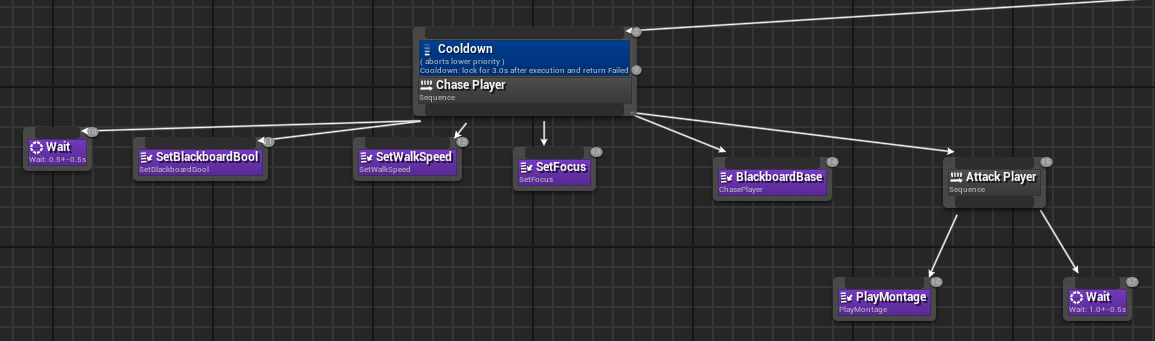 Cooldown
( aborts lower priority )
Cooldown: lock for 3.0s after execution and return Failed
Chase Player
Sequence
Wait
Wait: 0.5+-0.5s
SetBlackboardBool
SetBlackboardBool
SetWalkSpeed
SetWalkSpeed
SetFocus
SetFocus
BlackboardBase
ChasePlayer
Attack Player
Sequence
PlayMontage
PlayMontage
Wait
Wait: 1.0+-0.5s